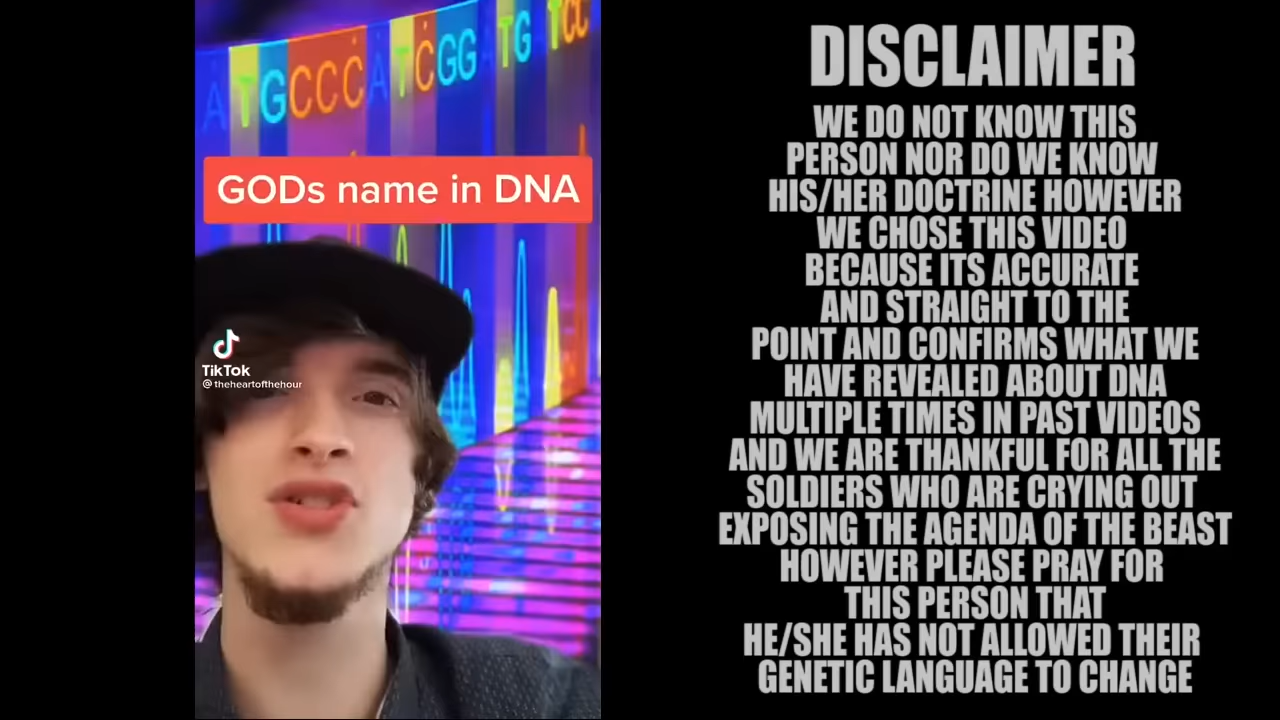 ATGCCCATCGG TG TCC
GODs name in DNA
TikTok
@theheartofthehour
DISCLAIMER
WE DO NOT KNOW THIS
PERSON NOR DO WE KNOW
HIS/HER DOCTRINE HOWEVER
WE CHOSE THIS VIDEO
BECAUSE ITS ACCURATE
AND STRAIGHT TO THE
POINT AND CONFIRMS WHAT WE
HAVE REVEALED ABOUT DNA
MULTIPLE TIMES IN PAST VIDEOS
AND WE ARE THANKFUL FOR ALL THE
SOLDIERS WHO ARE CRYING OUT
EXPOSING THE AGENDA OF THE BEAST
HOWEVER PLEASE PRAY FOR
THIS PERSON THAT
HE/SHE HAS NOT ALLOWED THEIR
GENETIC LANGUAGE TO CHANGE